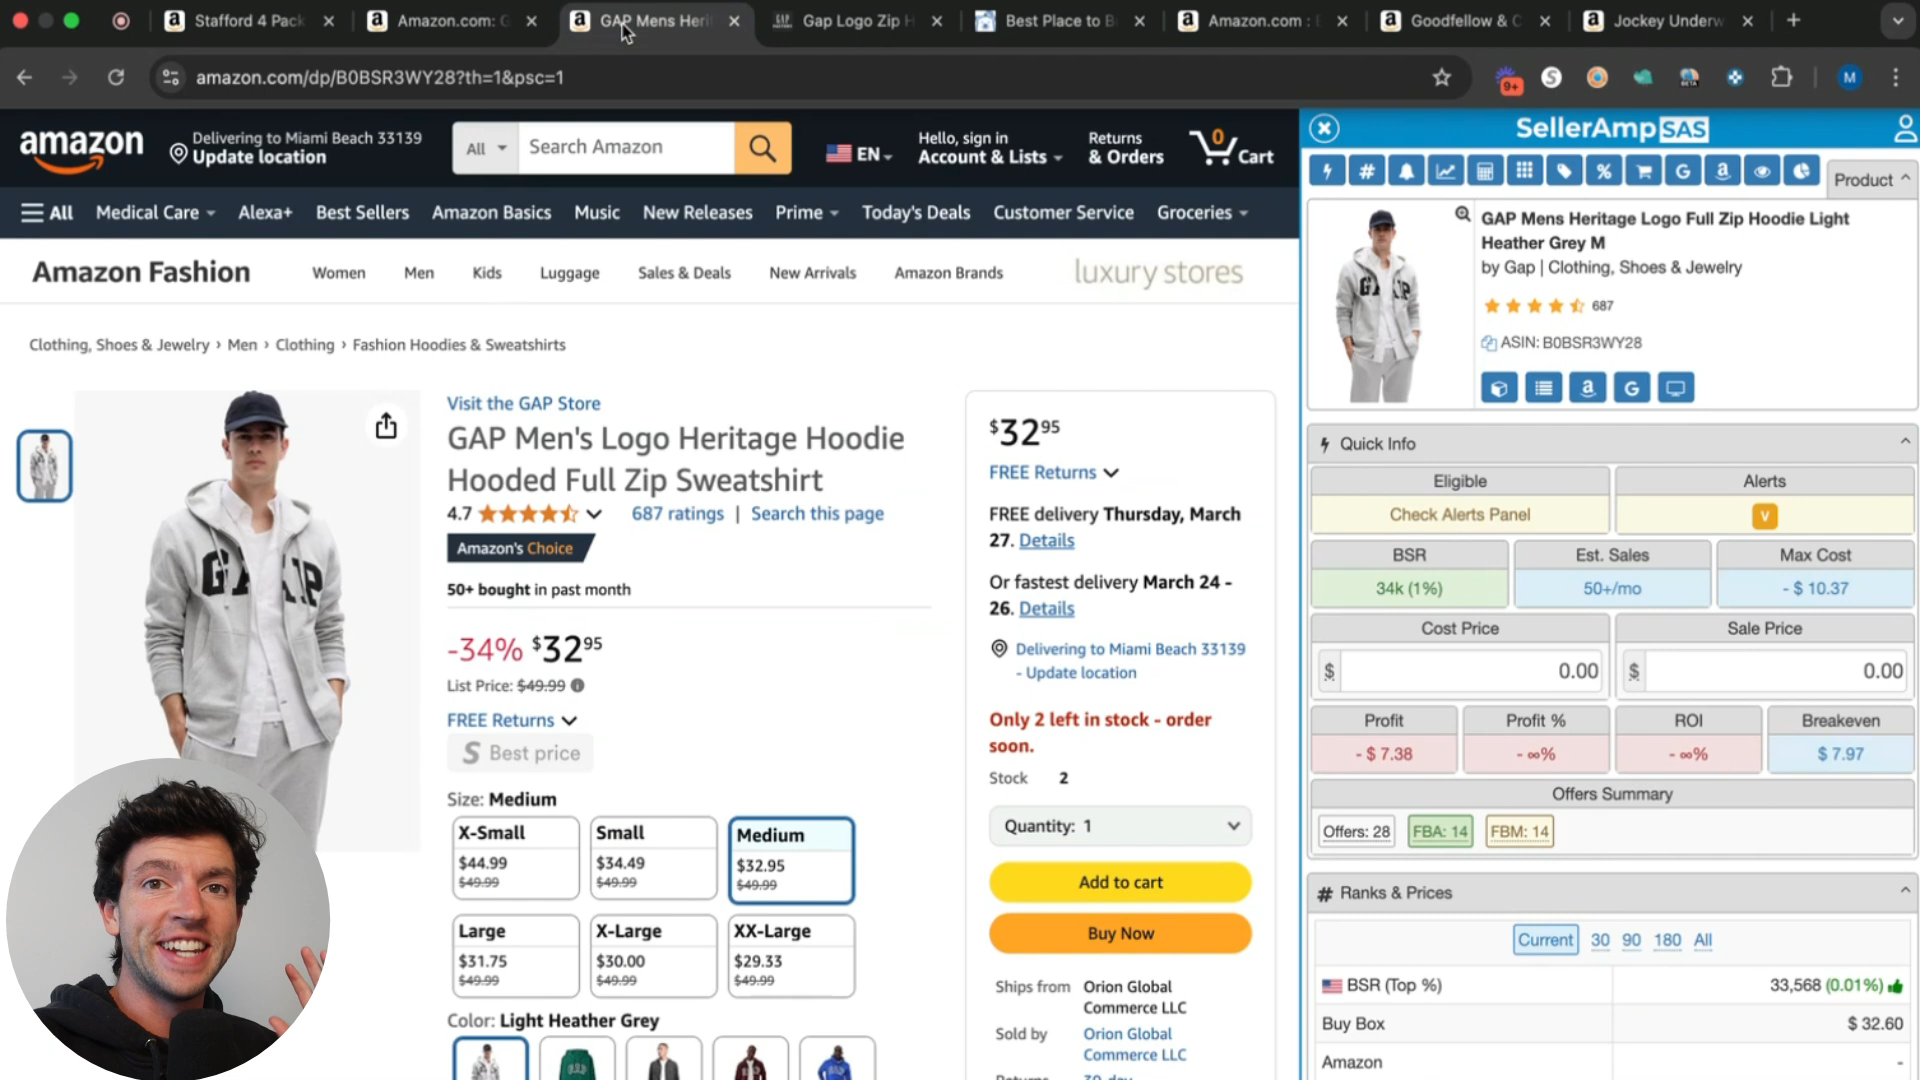 Stafford 4 Pack
Amazon.com: G
GAP Mens Heri
Gap Logo Zip H
Best Place to B
Amazon.com :
Goodfellow & C
Jockey Underw
amazon.com/dp/B0BSR3WY28?th=1&psc=1
9+
BETA
M
amazon
Delivering to Miami Beach 33139
Update location
All
Search Amazon
EN
Hello, sign in
Account & Lists
Returns
& Orders
0
Cart
All
Medical Care
Alexa+
Best Sellers
Amazon Basics
Music
New Releases
Prime
Today's Deals
Customer Service
Groceries
Amazon Fashion
Women
Men
Kids
Luggage
Sales & Deals
New Arrivals
Amazon Brands
luxury stores
Clothing, Shoes & Jewelry › Men › Clothing › Fashion Hoodies & Sweatshirts
Visit the GAP Store
GAP Men's Logo Heritage Hoodie
Hooded Full Zip Sweatshirt
4.7
687 ratings | Search this page
Amazon's Choice
50+ bought in past month
-34% $32 95
List Price: $49.99
FREE Returns
S Best price
Size: Medium
X-Small
$44.99
$49.99
Small
$34.49
$49.99
Medium
$32.95
$49.99
Large
$31.75
$49.99
X-Large
$30.00
$49.99
XX-Large
$29.33
$49.99
Color: Light Heather Grey
$32 95
FREE Returns
FREE delivery Thursday, March
27. Details
Or fastest delivery March 24 -
26. Details
Delivering to Miami Beach 33139
- Update location
Only 2 left in stock - order
soon.
Stock 2
Quantity: 1
Add to cart
Buy Now
Ships from Orion Global
Commerce LLC
Sold by Orion Global
Commerce LLC
Returns 30-day
SellerAmp SAS
Product
GAP Mens Heritage Logo Full Zip Hoodie Light
Heather Grey M
by Gap | Clothing, Shoes & Jewelry
687
ASIN: B0BSR3WY28
Quick Info
Eligible
Alerts
Check Alerts Panel
V
BSR
Est. Sales
Max Cost
34k (1%)
50+/mo
- $ 10.37
Cost Price
Sale Price
$ 0.00
$ 0.00
Profit
Profit %
ROI
Breakeven
- $ 7.38
- ∞%
- ∞%
$ 7.97
Offers Summary
Offers: 28
FBA: 14
FBM: 14
# Ranks & Prices
Current 30 90 180 All
BSR (Top %) 33,568 (0.01%)
Buy Box $ 32.60
Amazon -